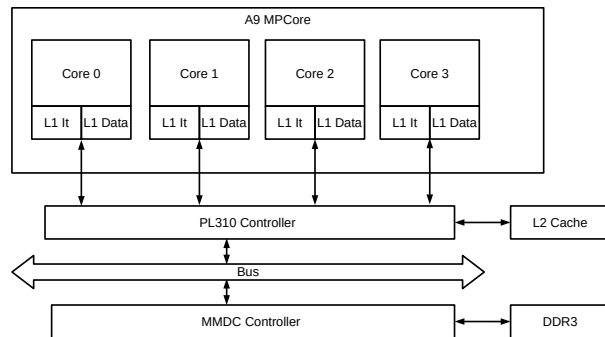 A9 MPCore
Core 0
Core 1
Core 2
Core 3
L1 It
L1 Data
L1 It
L1 Data
L1 It
L1 Data
L1 It
L1 Data
PL310 Controller
L2 Cache
Bus
MMDC Controller
DDR3